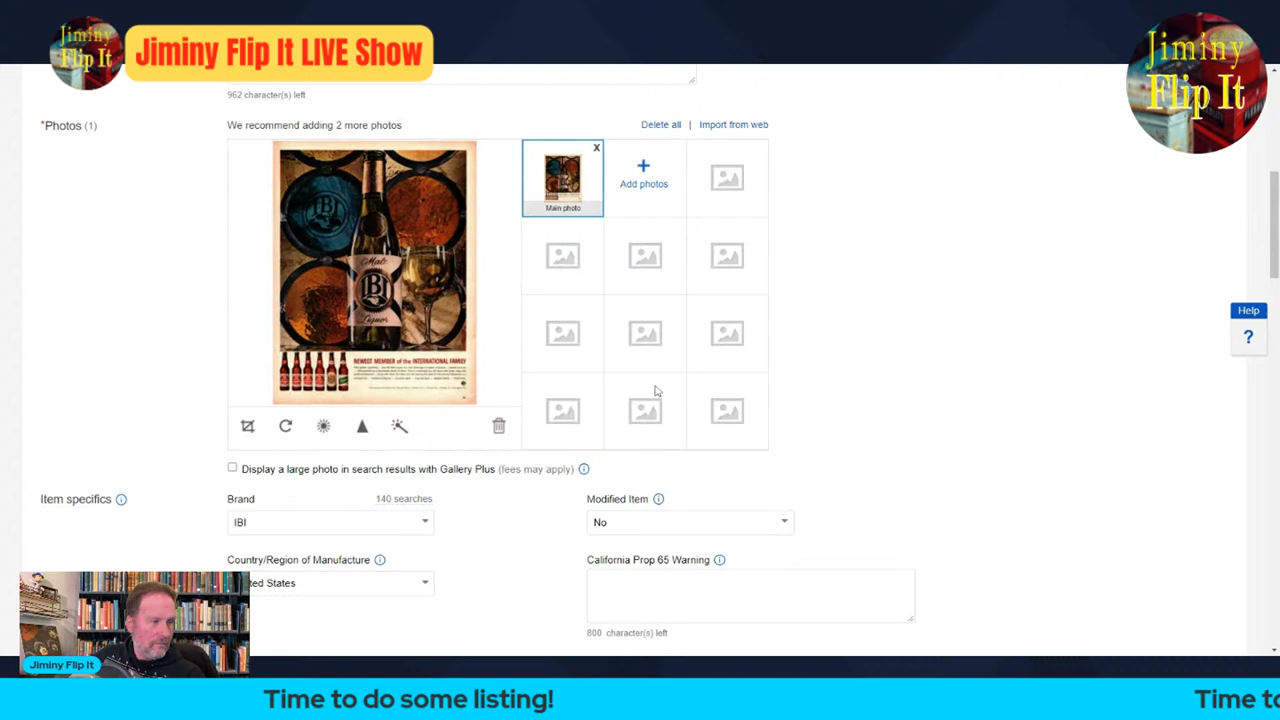 Jiminy
Flip It
Jiminy Flip It LIVE Show
Jiminy
Flip It
962 character(s) left
*Photos (1)
We recommend adding 2 more photos
Delete all | Import from web
X
Main photo
+
Add photos
IBI
Malt
IBI
Liquor
NEWEST MEMBER of the INTERNATIONAL FAMILY
Help
?
Display a large photo in search results with Gallery Plus (fees may apply)
Item specifics
Brand
140 searches
Modified Item
IBI
No
Country/Region of Manufacture
California Prop 65 Warning
ted States
800 character(s) left
Jiminy Flip It
Time to do some listing!
Time to